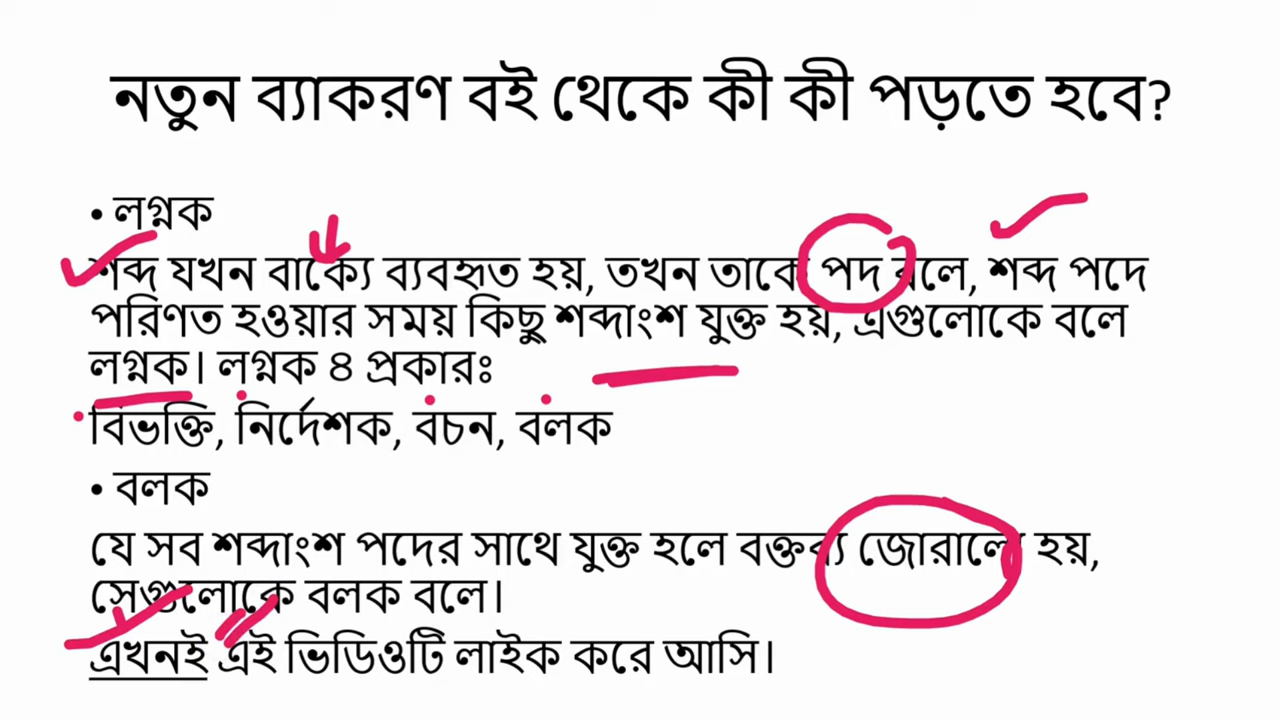 নতুন ব্যাকরণ বই থেকে কী কী পড়তে হবে?
• লগ্নক
শব্দ যখন বাক্যে ব্যবহৃত হয়, তখন তাকে পদ বলে, শব্দ পদে
পরিণত হওয়ার সময় কিছু শব্দাংশ যুক্ত হয়, এগুলোকে বলে
লগ্নক। লগ্নক ৪ প্রকারঃ
বিভক্তি, নির্দেশক, বচন, বলক
• বলক
যে সব শব্দাংশ পদের সাথে যুক্ত হলে বক্তব্য জোরালো হয়,
সেগুলোকে বলক বলে।
এখনই এই ভিডিওটি লাইক করে আসি।